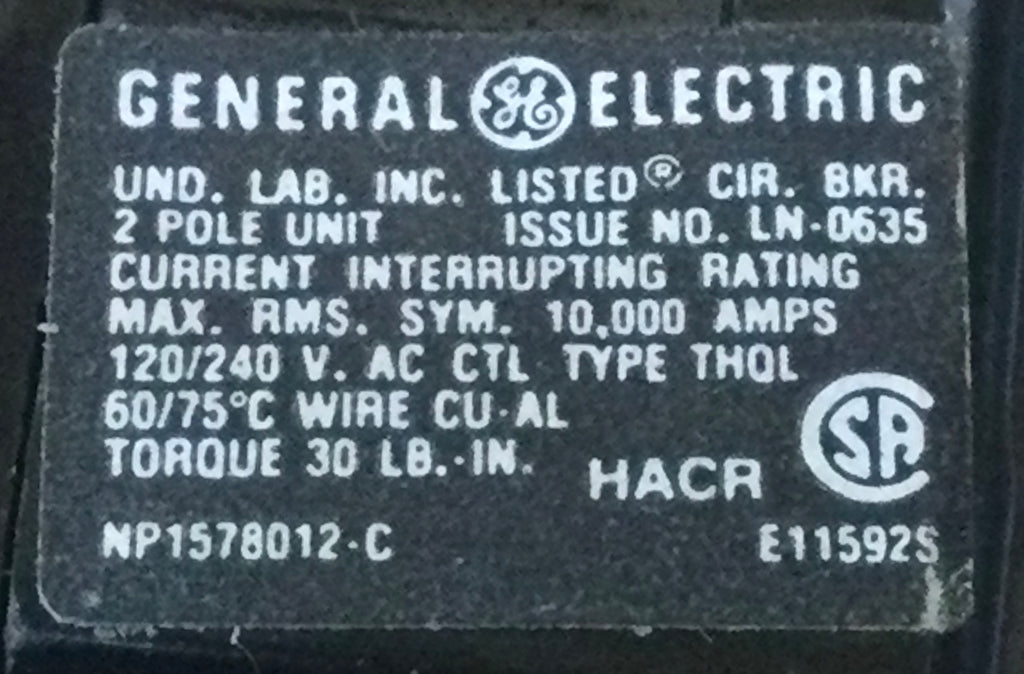 GENERAL GE ELECTRIC
UND. LAB. INC. LISTED® CIR. BKR.
2 POLE UNIT ISSUE NO. LN-0635
CURRENT INTERRUPTING RATING
MAX. RMS. SYM. 10,000 AMPS
120/240 V. AC CTL TYPE THQL
60/75°C WIRE CU-AL
TORQUE 30 LB.-IN.
HACR
SA
NP1578012-C E11592S